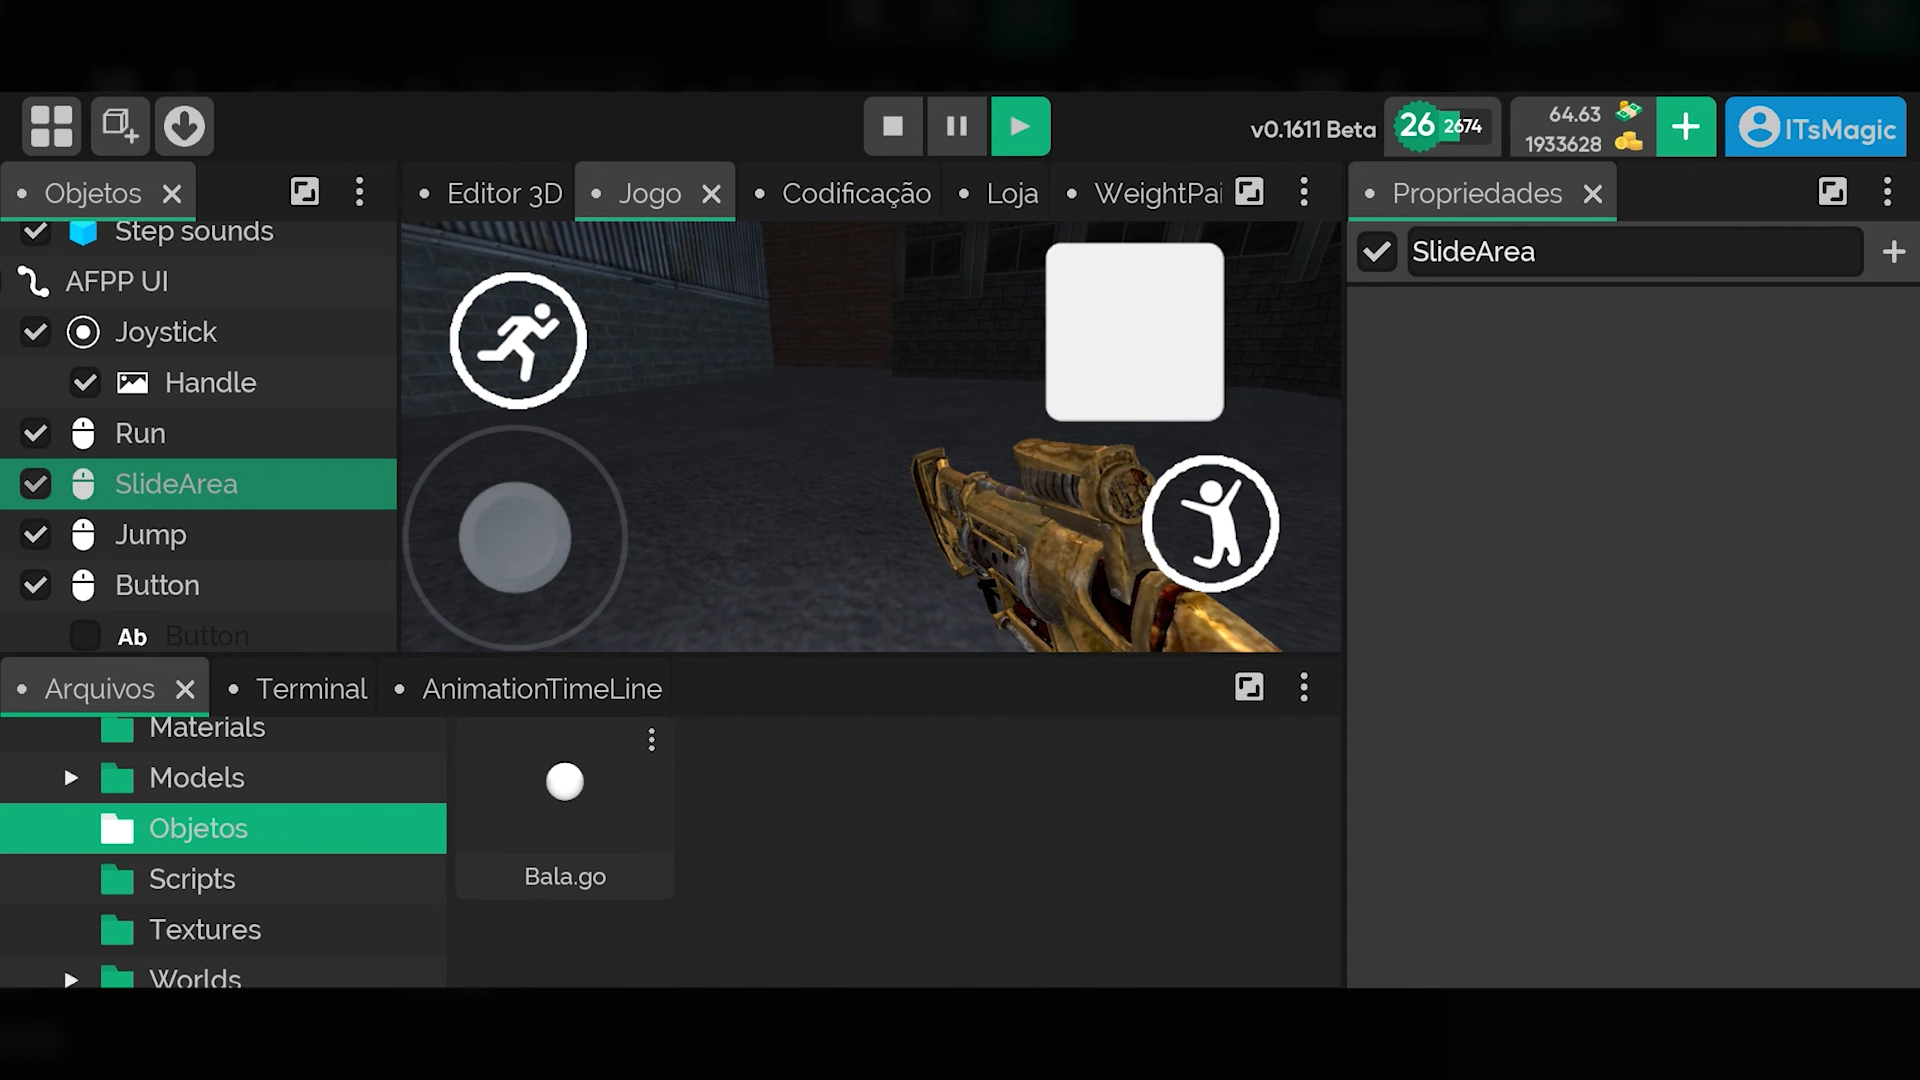 v0.1611 Beta
26
2674
64.63
1933628
ITsMagic
Objetos
Editor 3D
Jogo
Codificação
Loja
WeightPai
Propriedades
Step sounds
AFPP UI
Joystick
Handle
Run
SlideArea
Jump
Button
Ab Button
SlideArea
Arquivos
Terminal
AnimationTimeLine
Materials
Models
Objetos
Scripts
Textures
Worlds
Bala.go